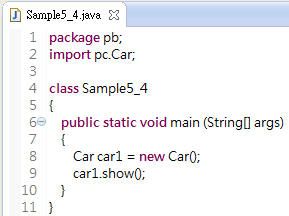 Sample5_4.java
1 package pb;
2 import pc.Car;
3
4 class Sample5_4
5 {
6 public static void main (String[] args)
7 {
8 Car car1 = new Car();
9 car1.show();
10 }
11 }